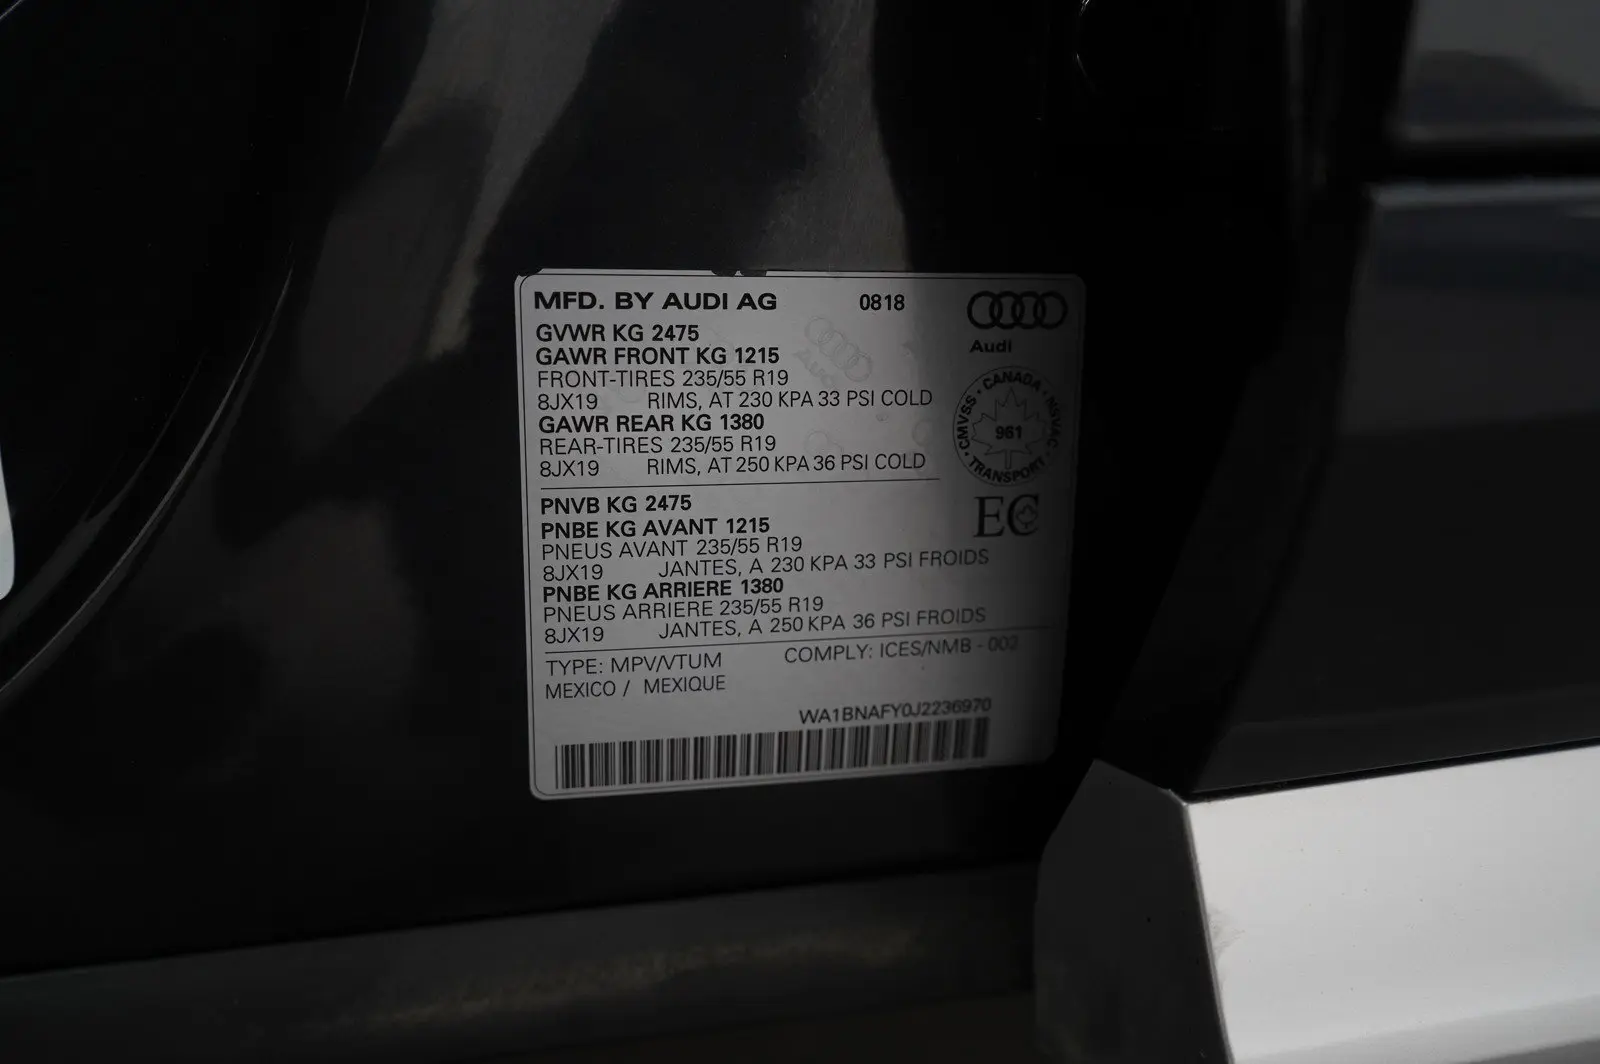 MFD. BY AUDI AG 0818
Audi
GVWR KG 2475
GAWR FRONT KG 1215
FRONT-TIRES 235/55 R19
8JX19 RIMS, AT 230 KPA 33 PSI COLD
GAWR REAR KG 1380
REAR-TIRES 235/55 R19
8JX19 RIMS, AT 250 KPA 36 PSI COLD
CANADA · NVSAC · TRANSPORT · CMVSS ·
961
EC
PNVB KG 2475
PNBE KG AVANT 1215
PNEUS AVANT 235/55 R19
8JX19 JANTES, A 230 KPA 33 PSI FROIDS
PNBE KG ARRIERE 1380
PNEUS ARRIERE 235/55 R19
8JX19 JANTES, A 250 KPA 36 PSI FROIDS
TYPE: MPV/VTUM COMPLY: ICES/NMB - 002
MEXICO / MEXIQUE
WA1BNAFY0J2236970